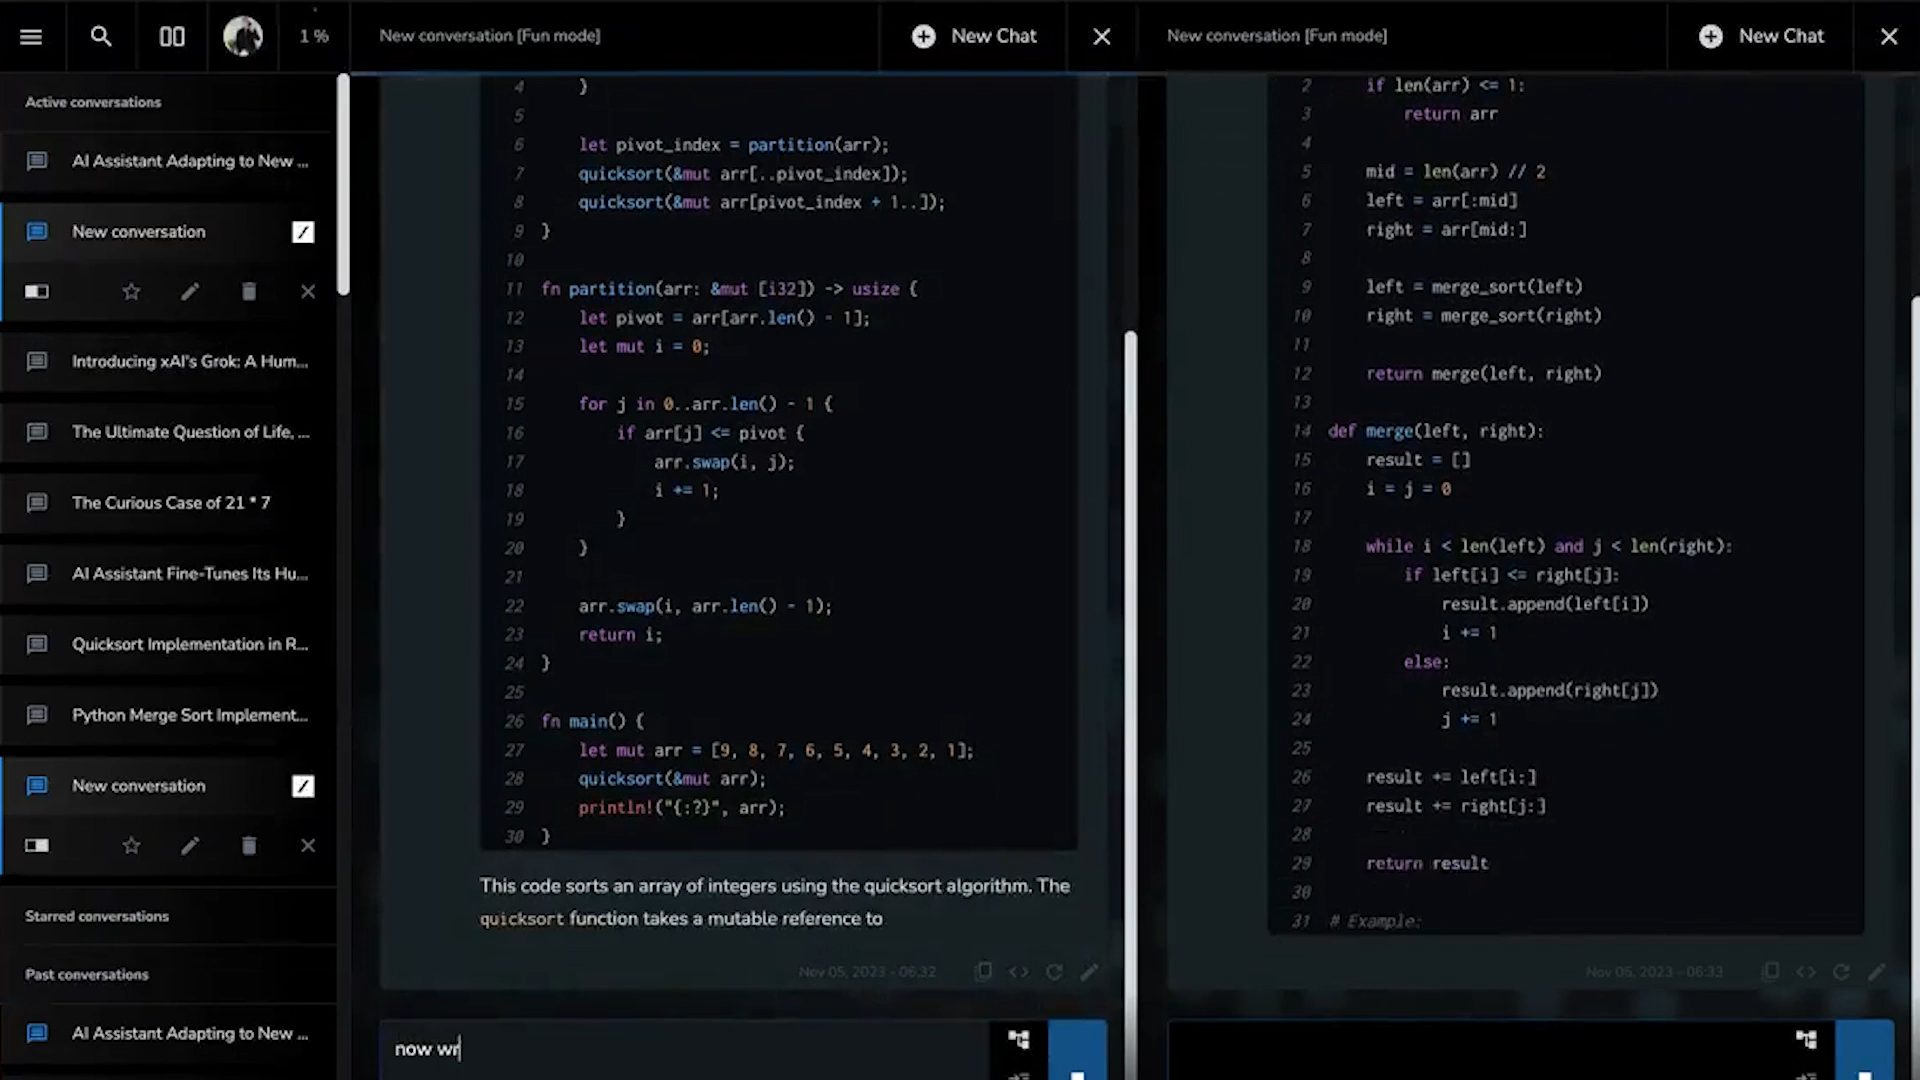 1 %
New conversation [Fun mode]
New Chat
New conversation [Fun mode]
New Chat
Active conversations
AI Assistant Adapting to New ...
New conversation
Introducing xAI's Grok: A Hum...
The Ultimate Question of Life, ...
The Curious Case of 21 * 7
AI Assistant Fine-Tunes Its Hu...
Quicksort Implementation in R...
Python Merge Sort Implement...
New conversation
Starred conversations
Past conversations
AI Assistant Adapting to New ...
4 }
5
6 let pivot_index = partition(arr);
7 quicksort(&mut arr[..pivot_index]);
8 quicksort(&mut arr[pivot_index + 1..]);
9 }
10
11 fn partition(arr: &mut [i32]) -> usize {
12 let pivot = arr[arr.len() - 1];
13 let mut i = 0;
14
15 for j in 0..arr.len() - 1 {
16 if arr[j] <= pivot {
17 arr.swap(i, j);
18 i += 1;
19 }
20 }
21
22 arr.swap(i, arr.len() - 1);
23 return i;
24 }
25
26 fn main() {
27 let mut arr = [9, 8, 7, 6, 5, 4, 3, 2, 1];
28 quicksort(&mut arr);
29 println!("{:?}", arr);
30 }
This code sorts an array of integers using the quicksort algorithm. The
quicksort function takes a mutable reference to
Nov 05, 2023 - 06:32
now wr
2 if len(arr) <= 1:
3 return arr
4
5 mid = len(arr) // 2
6 left = arr[:mid]
7 right = arr[mid:]
8
9 left = merge_sort(left)
10 right = merge_sort(right)
11
12 return merge(left, right)
13
14 def merge(left, right):
15 result = []
16 i = j = 0
17
18 while i < len(left) and j < len(right):
19 if left[i] <= right[j]:
20 result.append(left[i])
21 i += 1
22 else:
23 result.append(right[j])
24 j += 1
25
26 result += left[i:]
27 result += right[j:]
28
29 return result
30
31 # Example:
Nov 05, 2023 - 06:33